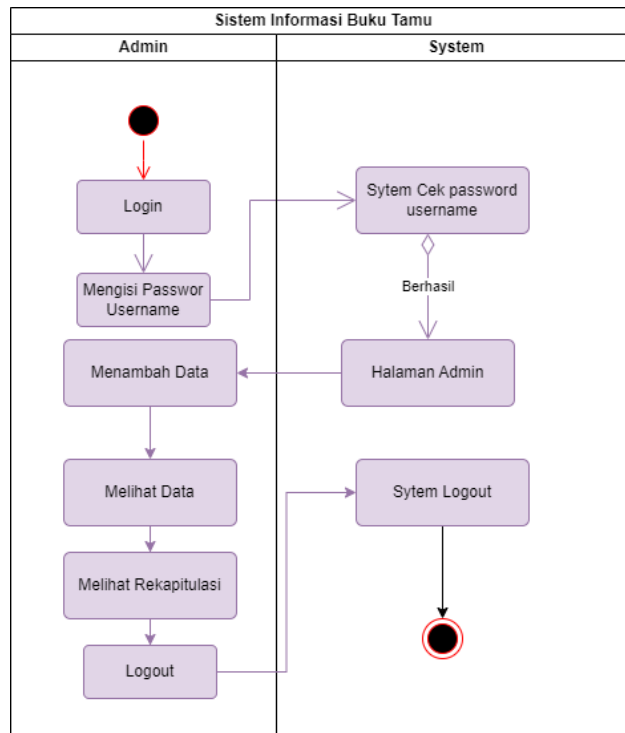 Sistem Informasi Buku Tamu
Admin
System
Login
Sytem Cek password
username
Mengisi Passwor
Username
Berhasil
Menambah Data
Halaman Admin
Melihat Data
Sytem Logout
Melihat Rekapitulasi
Logout